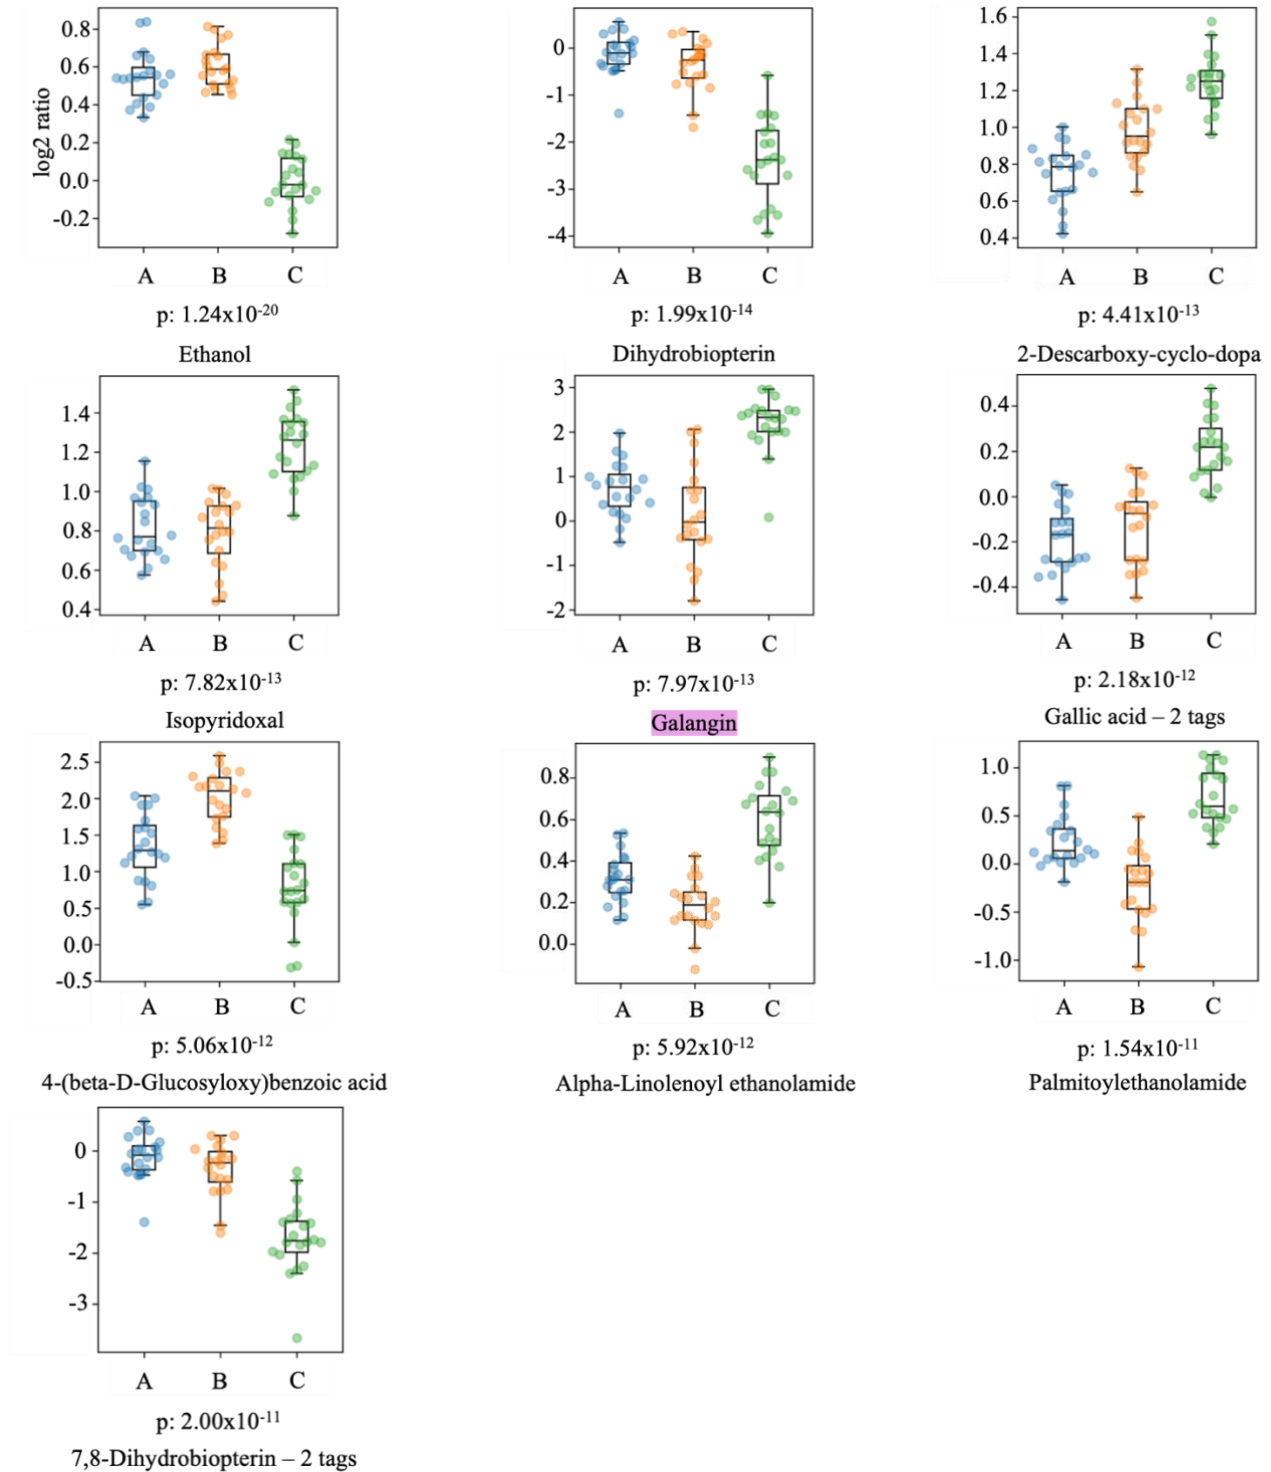 log2 ratio
0.8
0.6
0.4
0.2
0.0
-0.2
A B C
p: 1.24x10-20
Ethanol
0
-1
-2
-3
-4
A B C
p: 1.99x10-14
Dihydrobiopterin
1.6
1.4
1.2
1.0
0.8
0.6
0.4
A B C
p: 4.41x10-13
2-Descarboxy-cyclo-dopa
1.4
1.2
1.0
0.8
0.6
0.4
A B C
p: 7.82x10-13
Isopyridoxal
3
2
1
0
-1
-2
A B C
p: 7.97x10-13
Galangin
0.4
0.2
0.0
-0.2
-0.4
A B C
p: 2.18x10-12
Gallic acid – 2 tags
2.5
2.0
1.5
1.0
0.5
0.0
-0.5
A B C
p: 5.06x10-12
4-(beta-D-Glucosyloxy)benzoic acid
0.8
0.6
0.4
0.2
0.0
A B C
p: 5.92x10-12
Alpha-Linolenoyl ethanolamide
1.0
0.5
0.0
-0.5
-1.0
A B C
p: 1.54x10-11
Palmitoylethanolamide
0
-1
-2
-3
A B C
p: 2.00x10-11
7,8-Dihydrobiopterin – 2 tags